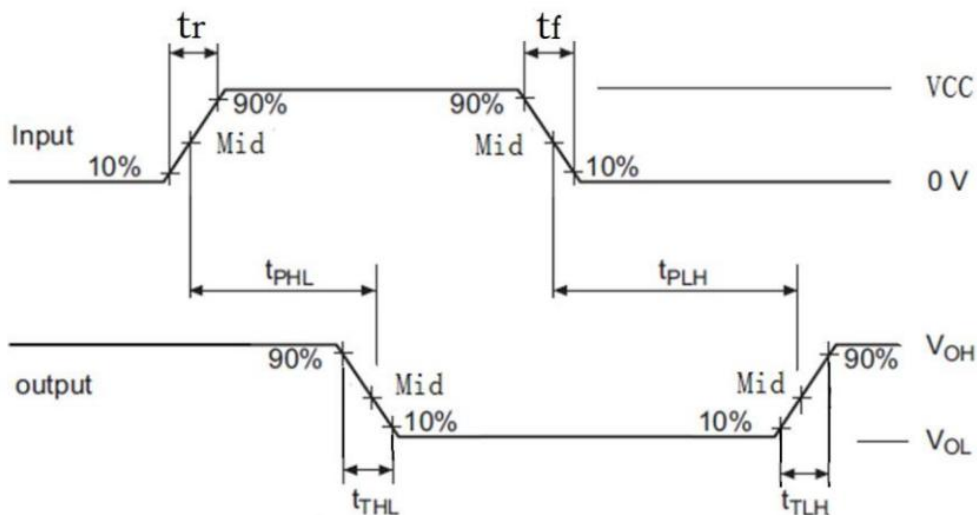 tr tf
90% 90% VCC
Input Mid Mid
10% 10% 0 V
tPHL tPLH
90% 90% VOH
output Mid Mid
10% 10% VOL
tTHL tTLH